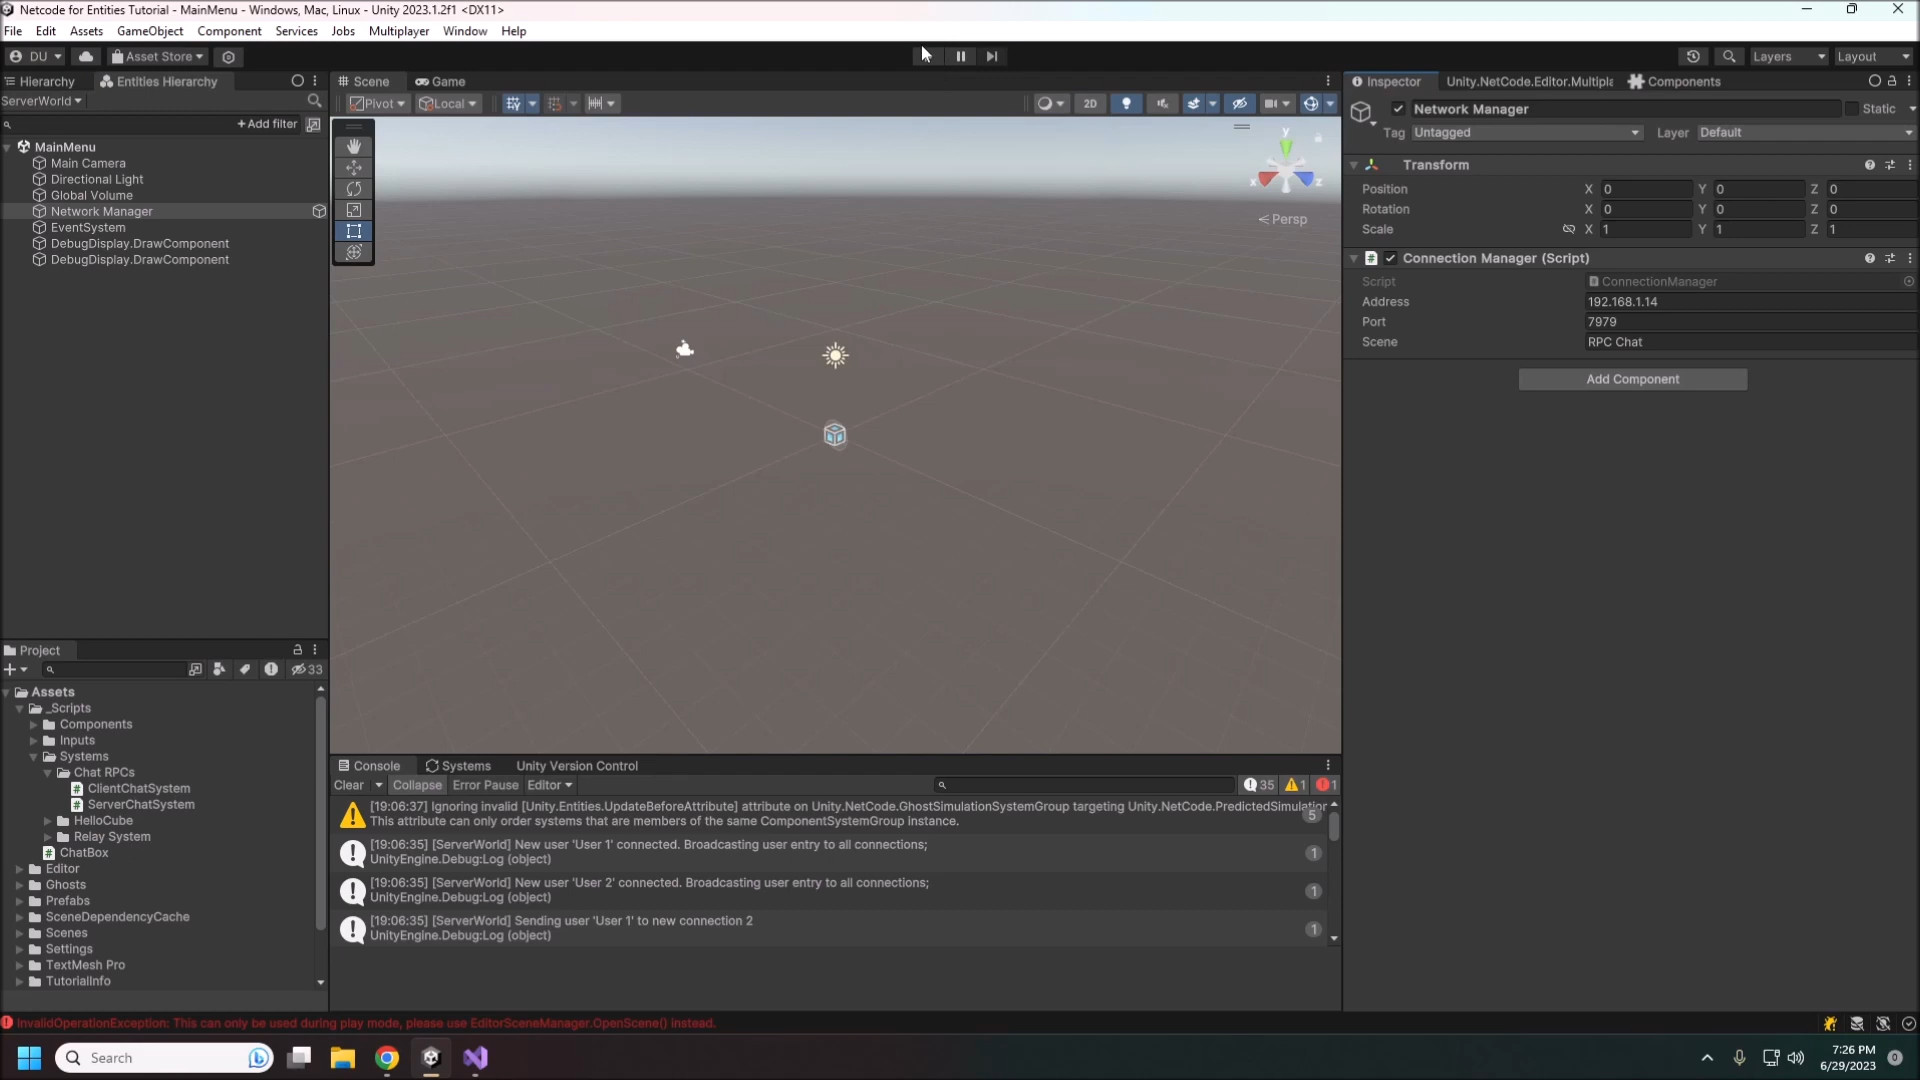 Netcode for Entities Tutorial - MainMenu - Windows, Mac, Linux - Unity 2023.1.2f1 <DX11>
File Edit Assets GameObject Component Services Jobs Multiplayer Window Help
DU Asset Store Layers Layout
Hierarchy Entities Hierarchy
ServerWorld
+ Add filter
MainMenu
Main Camera
Directional Light
Global Volume
Network Manager
EventSystem
DebugDisplay.DrawComponent
DebugDisplay.DrawComponent
Scene Game
Pivot Local 2D
y
x z
< Persp
Inspector Unity.NetCode.Editor.Multipla Components
Network Manager Static
Tag Untagged Layer Default
Transform
Position X 0 Y 0 Z 0
Rotation X 0 Y 0 Z 0
Scale X 1 Y 1 Z 1
# Connection Manager (Script)
Script ConnectionManager
Address 192.168.1.14
Port 7979
Scene RPC Chat
Add Component
Project
33
Assets
_Scripts
Components
Inputs
Systems
Chat RPCs
# ClientChatSystem
# ServerChatSystem
HelloCube
Relay System
# ChatBox
Editor
Ghosts
Prefabs
SceneDependencyCache
Scenes
Settings
TextMesh Pro
TutorialInfo
Console Systems Unity Version Control
Clear Collapse Error Pause Editor 35 1 1
[19:06:37] Ignoring invalid [Unity.Entities.UpdateBeforeAttribute] attribute on Unity.NetCode.GhostSimulationSystemGroup targeting Unity.NetCode.PredictedSimulation
This attribute can only order systems that are members of the same ComponentSystemGroup instance.
5
[19:06:35] [ServerWorld] New user 'User 1' connected. Broadcasting user entry to all connections;
UnityEngine.Debug:Log (object)
1
[19:06:35] [ServerWorld] New user 'User 2' connected. Broadcasting user entry to all connections;
UnityEngine.Debug:Log (object)
1
[19:06:35] [ServerWorld] Sending user 'User 1' to new connection 2
UnityEngine.Debug:Log (object)
1
InvalidOperationException: This can only be used during play mode, please use EditorSceneManager.OpenScene() instead.
Search
7:26 PM
6/29/2023
0